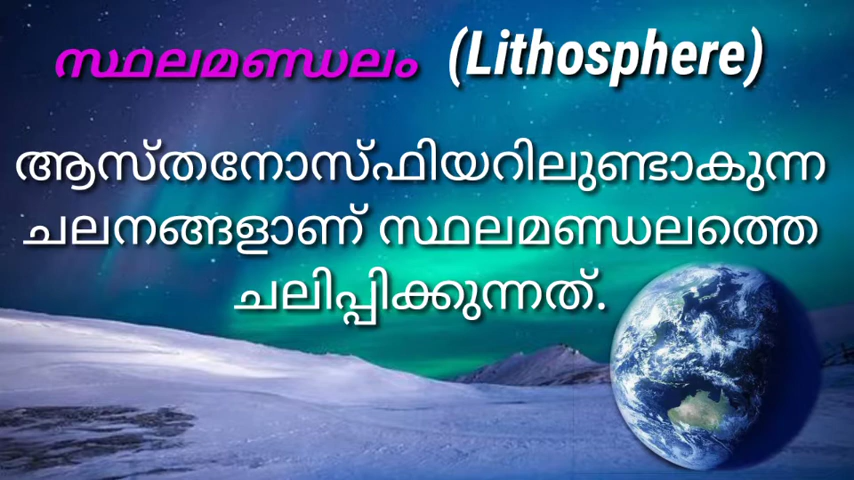 സ്ഥലമണ്ഡലം (Lithosphere)
ആസ്തനോസ്ഫിയറിലുണ്ടാകുന്ന
ചലനങ്ങളാണ് സ്ഥലമണ്ഡലത്തെ
ചലിപ്പിക്കുന്നത്.